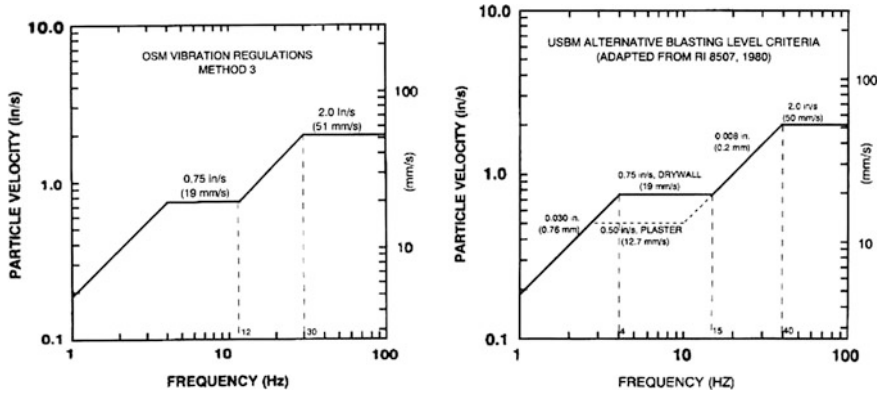 OSM VIBRATION REGULATIONS
METHOD 3
10.0
1.0
0.1
PARTICLE VELOCITY (in/s)
2.0 in/s
(51 mm/s)
0.75 in/s
(19 mm/s)
100
10
(mm/s)
12
30
1
10
100
FREQUENCY (Hz)
USBM ALTERNATIVE BLASTING LEVEL CRITERIA
(ADAPTED FROM RI 8507, 1980)
10.0
1.0
0.1
PARTICLE VELOCITY (in/s)
2.0 in/s
(50 mm/s)
0.008 in.
(0.2 mm)
0.75 in/s, DRYWALL
(19 mm/s)
0.030 in.
(0.76 mm)
0.50 in/s, PLASTER
(12.7 mm/s)
100
10
(mm/s)
4
15
40
1
10
100
FREQUENCY (HZ)